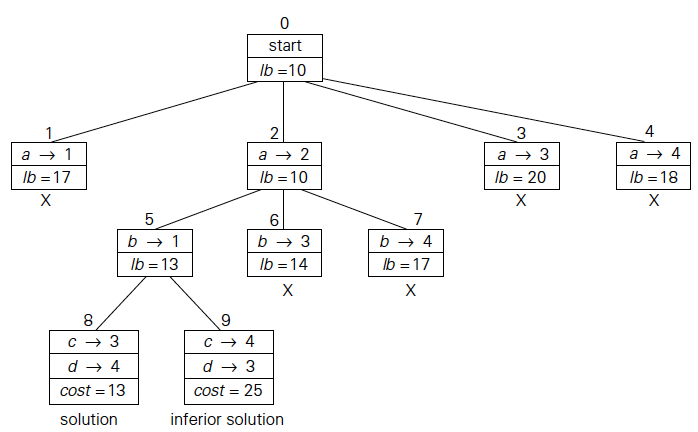 0
start
lb = 10
1
a → 1
lb = 17
X
2
a → 2
lb = 10
3
a → 3
lb = 20
X
4
a → 4
lb = 18
X
5
b → 1
lb = 13
6
b → 3
lb = 14
X
7
b → 4
lb = 17
X
8
c → 3
d → 4
cost = 13
solution
9
c → 4
d → 3
cost = 25
inferior solution